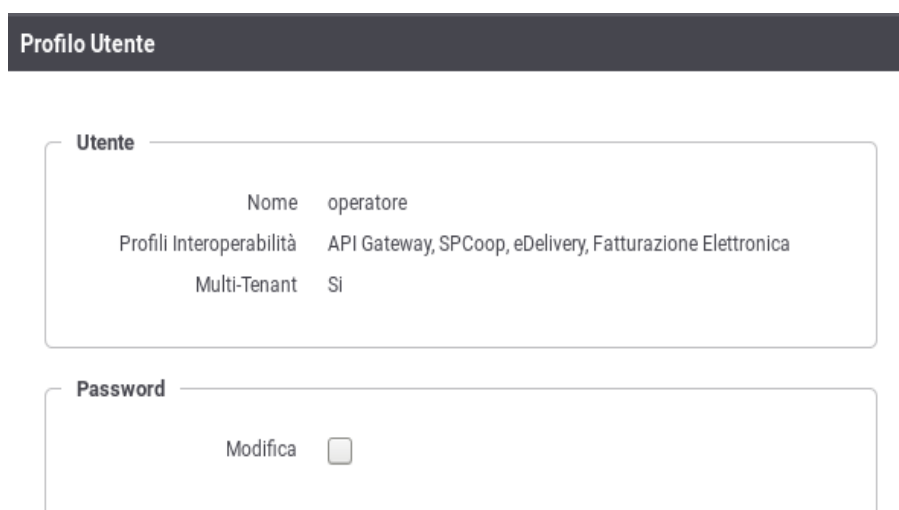 Profilo Utente
Utente
Nome operatore
Profili Interoperabilità API Gateway, SPCoop, eDelivery, Fatturazione Elettronica
Multi-Tenant Si
Password
Modifica